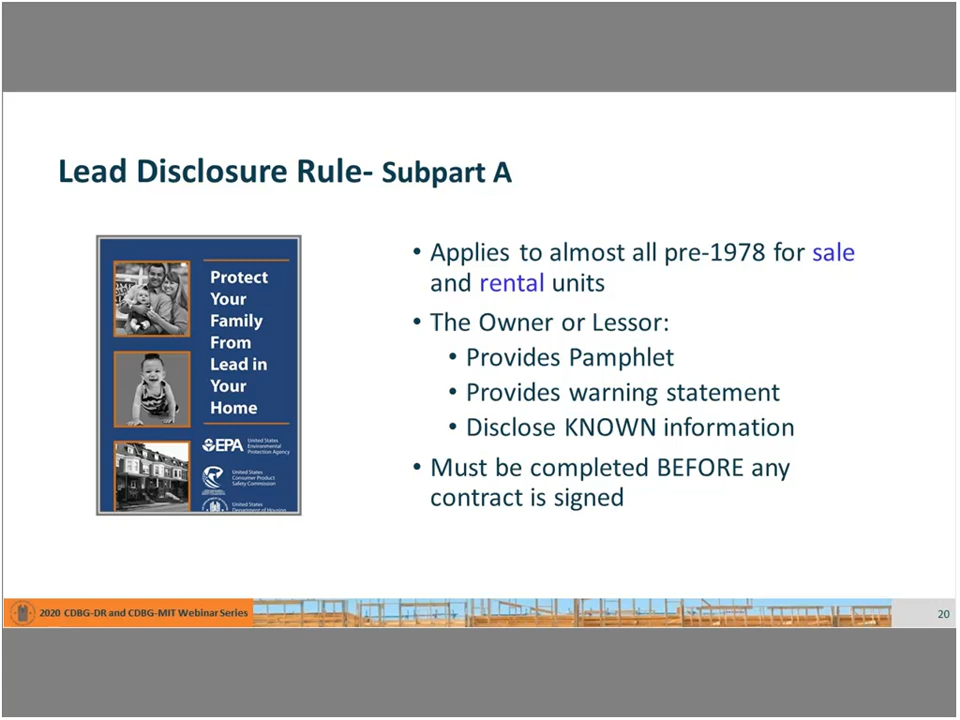 Lead Disclosure Rule- Subpart A
Protect
Your
Family
From
Lead in
Your
Home
EPA
United States
Environmental
Protection Agency
United States
Consumer Product
Safety Commission
United States
Department of Housing
• Applies to almost all pre-1978 for sale
and rental units
• The Owner or Lessor:
• Provides Pamphlet
• Provides warning statement
• Disclose KNOWN information
• Must be completed BEFORE any
contract is signed
2020 CDBG-DR and CDBG-MIT Webinar Series
20